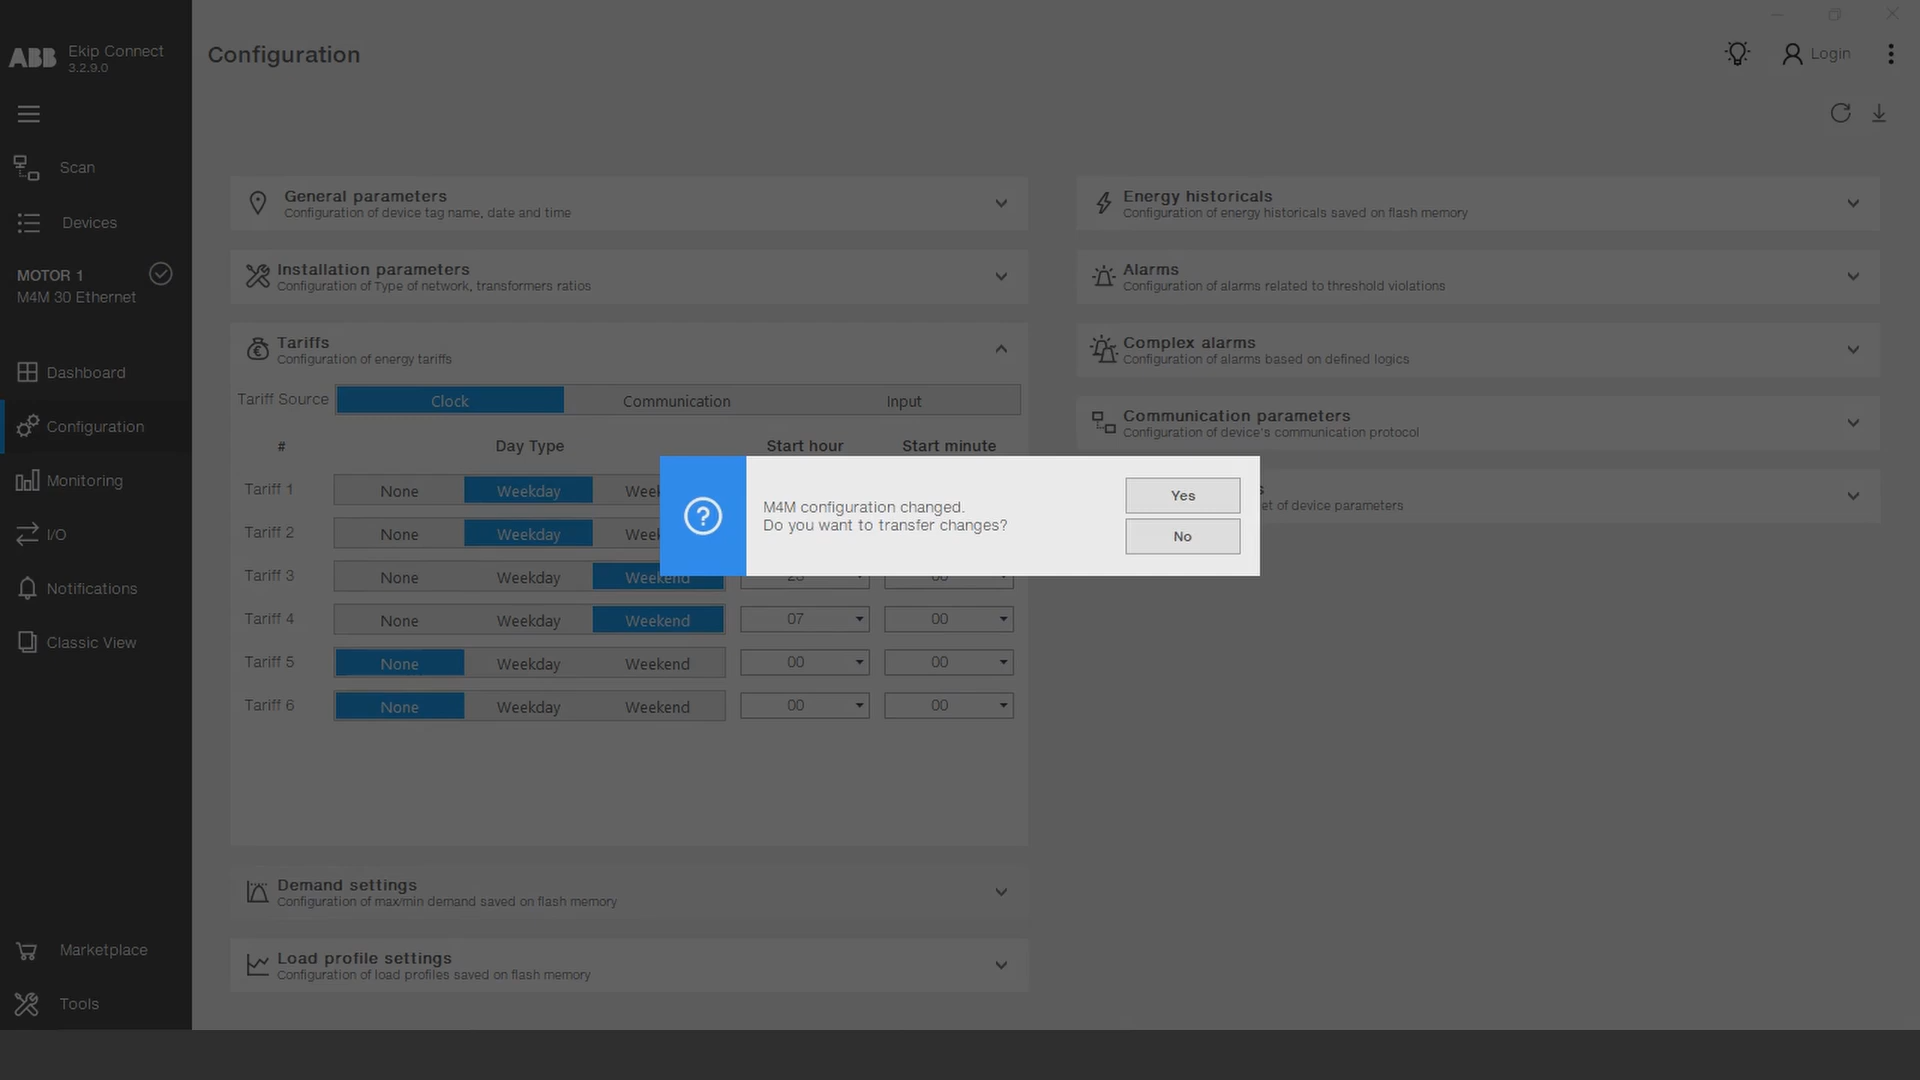 ABB
Ekip Connect
3.2.9.0
Configuration
Login
Scan
Devices
MOTOR 1
M4M 30 Ethernet
Dashboard
Configuration
Monitoring
I/O
Notifications
Classic View
Marketplace
Tools
General parameters
Configuration of device tag name, date and time
Installation parameters
Configuration of Type of network, transformers ratios
Tariffs
Configuration of energy tariffs
Tariff Source Clock Communication Input
# Day Type Start hour Start minute
Tariff 1 None Weekday
Tariff 2 None Weekday
Tariff 3 None Weekday Weekend
Tariff 4 None Weekday Weekend 07 00
Tariff 5 None Weekday Weekend 00 00
Tariff 6 None Weekday Weekend 00 00
Demand settings
Configuration of max/min demand saved on flash memory
Load profile settings
Configuration of load profiles saved on flash memory
Energy historicals
Configuration of energy historicals saved on flash memory
Alarms
Configuration of alarms related to threshold violations
Complex alarms
Configuration of alarms based on defined logics
Communication parameters
Configuration of device's communication protocol
of device parameters
M4M configuration changed.
Do you want to transfer changes?
Yes
No